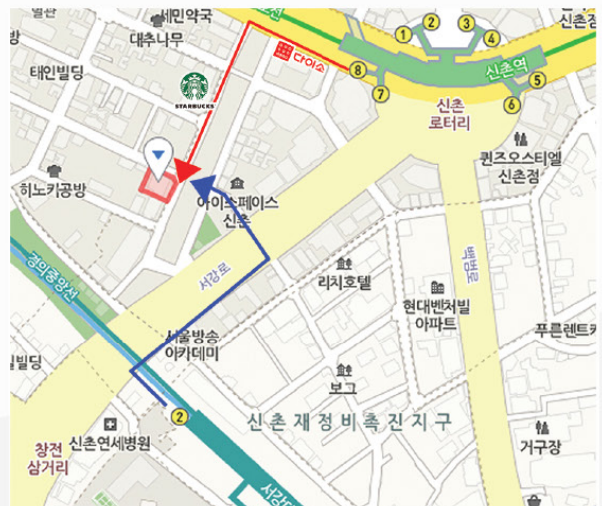 세민약국
대추나무
태인빌딩
STARBUCKS
다이소
1
2
3
4
신촌역
5
6
7
8
신촌
로터리
퀸즈오스티엘
신촌점
히노키공방
아이스페이스
신촌
경의중앙선
서강로
리치호텔
백범로
현대벤처빌
아파트
서울방송
아카데미
푸른렌트카
빌딩
보그
2
신촌재정비촉진지구
신촌연세병원
창전
삼거리
거구장
서강대